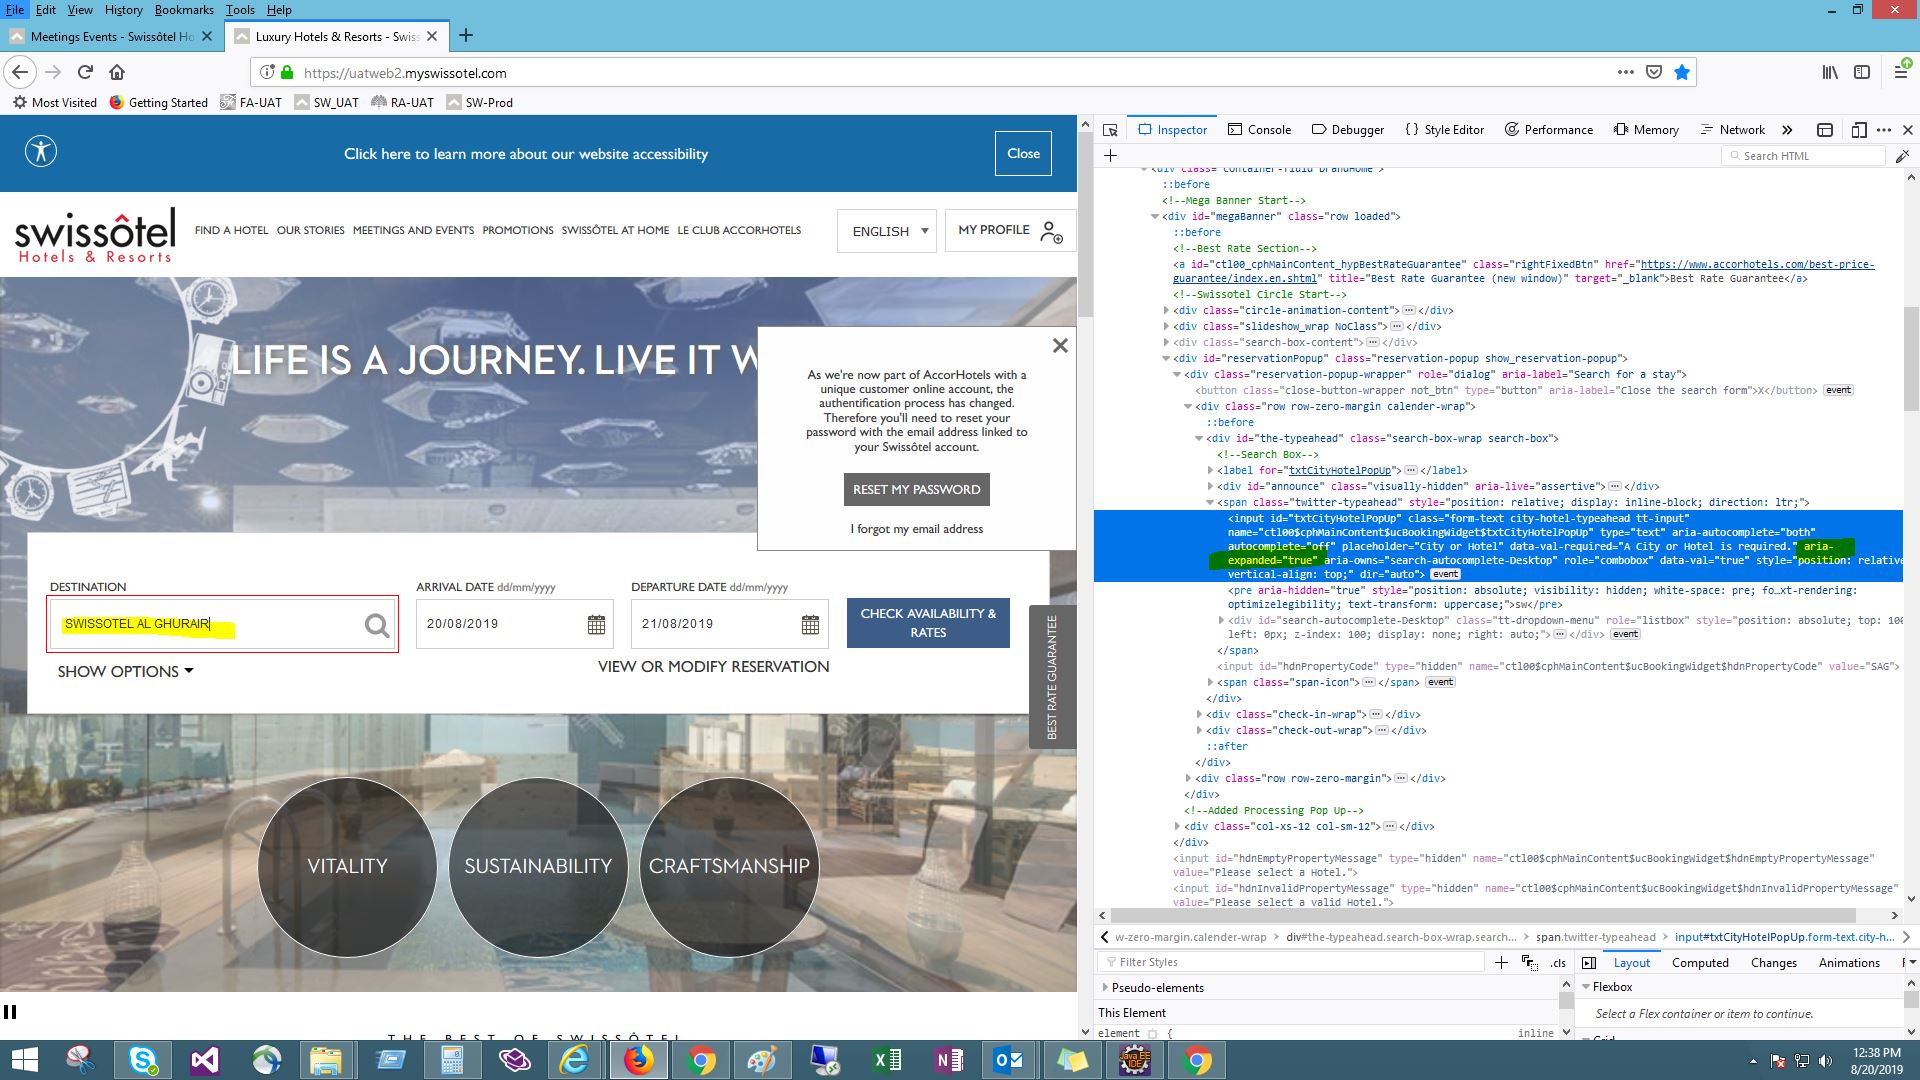 File Edit View History Bookmarks Tools Help
Meetings Events - Swissôtel Ho
Luxury Hotels & Resorts - Swiss
https://uatweb2.myswissotel.com
Most Visited Getting Started FA-UAT SW_UAT RA-UAT SW-Prod
Click here to learn more about our website accessibility
Close
swissôtel
Hotels & Resorts
FIND A HOTEL OUR STORIES MEETINGS AND EVENTS PROMOTIONS SWISSÔTEL AT HOME LE CLUB ACCORHOTELS
ENGLISH
MY PROFILE
LIFE IS A JOURNEY. LIVE IT W
As we're now part of AccorHotels with a
unique customer online account, the
authentification process has changed.
Therefore you'll need to reset your
password with the email address linked to
your Swissôtel account.
RESET MY PASSWORD
I forgot my email address
DESTINATION
SWISSOTEL AL GHURAIR
ARRIVAL DATE dd/mm/yyyy
20/08/2019
DEPARTURE DATE dd/mm/yyyy
21/08/2019
CHECK AVAILABILITY &
RATES
SHOW OPTIONS
VIEW OR MODIFY RESERVATION
BEST RATE GUARANTEE
VITALITY
SUSTAINABILITY
CRAFTSMANSHIP
THE BEST OF SWISSÔTEL
Inspector Console Debugger {} Style Editor Performance Memory Network
Search HTML
<div class="container-fluid brandHome">
::before
<!--Mega Banner Start-->
<div id="megaBanner" class="row loaded">
::before
<!--Best Rate Section-->
<a id="ctl00_cphMainContent_hypBestRateGuarantee" class="rightFixedBtn" href="https://www.accorhotels.com/best-price-
guarantee/index.en.shtml" title="Best Rate Guarantee (new window)" target="_blank">Best Rate Guarantee</a>
<!--Swissotel Circle Start-->
<div class="circle-animation-content"></div>
<div class="slideshow_wrap NoClass"></div>
<div class="search-box-content"></div>
<div id="reservationPopup" class="reservation-popup show_reservation-popup">
<div class="reservation-popup-wrapper" role="dialog" aria-label="Search for a stay">
<button class="close-button-wrapper not_btn" type="button" aria-label="Close the search form">X</button> event
<div class="row row-zero-margin calender-wrap">
::before
<div id="the-typeahead" class="search-box-wrap search-box">
<!--Search Box-->
<label for="txtCityHotelPopUp"></label>
<div id="announce" class="visually-hidden" aria-live="assertive"></div>
<span class="twitter-typeahead" style="position: relative; display: inline-block; direction: ltr;">
<input id="txtCityHotelPopUp" class="form-text city-hotel-typeahead tt-input"
name="ctl00$cphMainContent$ucBookingWidget$txtCityHotelPopUp" type="text" aria-autocomplete="both"
autocomplete="off" placeholder="City or Hotel" data-val-required="A City or Hotel is required." aria-
expanded="true" aria-owns="search-autocomplete-Desktop" role="combobox" data-val="true" style="position: relative
vertical-align: top;" dir="auto"> event
<pre aria-hidden="true" style="position: absolute; visibility: hidden; white-space: pre; fo…xt-rendering:
optimizelegibility; text-transform: uppercase;">sw</pre>
<div id="search-autocomplete-Desktop" class="tt-dropdown-menu" role="listbox" style="position: absolute; top: 100
left: 0px; z-index: 100; display: none; right: auto;"></div> event
</span>
<input id="hdnPropertyCode" type="hidden" name="ctl00$cphMainContent$ucBookingWidget$hdnPropertyCode" value="SAG">
<span class="span-icon"></span> event
</div>
<div class="check-in-wrap"></div>
<div class="check-out-wrap"></div>
::after
</div>
<div class="row row-zero-margin"></div>
</div>
<!--Added Processing Pop Up-->
<div class="col-xs-12 col-sm-12"></div>
</div>
<input id="hdnEmptyPropertyMessage" type="hidden" name="ctl00$cphMainContent$ucBookingWidget$hdnEmptyPropertyMessage"
value="Please select a Hotel.">
<input id="hdnInvalidPropertyMessage" type="hidden" name="ctl00$cphMainContent$ucBookingWidget$hdnInvalidPropertyMessage"
value="Please select a valid Hotel.">
w-zero-margin.calender-wrap div#the-typeahead.search-box-wrap.search… span.twitter-typeahead input#txtCityHotelPopUp.form-text.city-h…
Filter Styles
.cls
Layout Computed Changes Animations
Pseudo-elements
This Element
element {
inline
Flexbox
Select a Flex container or item to continue.
Grid
Java EE
IDE
12:38 PM
8/20/2019